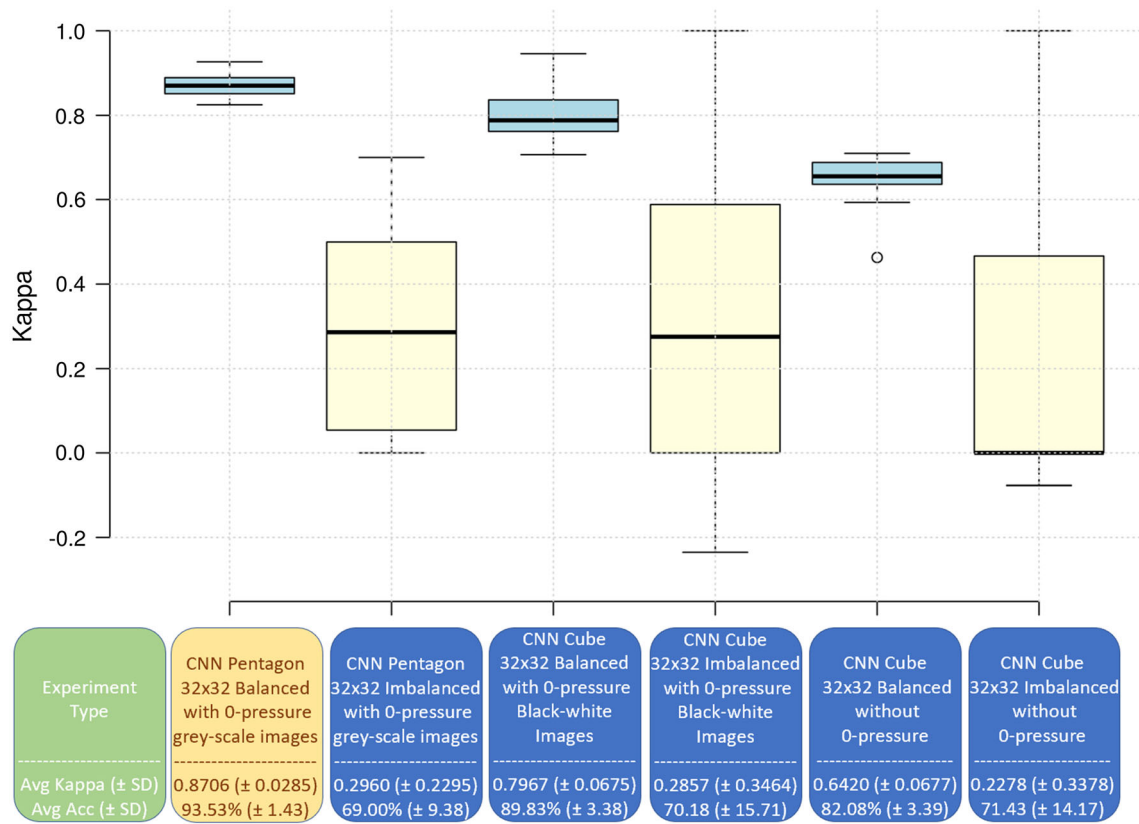 1.0
0.8
0.6
0.4
0.2
0.0
-0.2
Kappa
Experiment
Type
Avg Kappa (± SD)
Avg Acc (± SD)
CNN Pentagon
32x32 Balanced
with 0-pressure
grey-scale images
0.8706 (± 0.0285)
93.53% (± 1.43)
CNN Pentagon
32x32 Imbalanced
with 0-pressure
grey-scale images
0.2960 (± 0.2295)
69.00% (± 9.38)
CNN Cube
32x32 Balanced
with 0-pressure
Black-white
Images
0.7967 (± 0.0675)
89.83% (± 3.38)
CNN Cube
32x32 Imbalanced
with 0-pressure
Black-white
Images
0.2857 (± 0.3464)
70.18 (± 15.71)
CNN Cube
32x32 Balanced
without
0-pressure
0.6420 (± 0.0677)
82.08% (± 3.39)
CNN Cube
32x32 Imbalanced
without
0-pressure
0.2278 (± 0.3378)
71.43 (± 14.17)